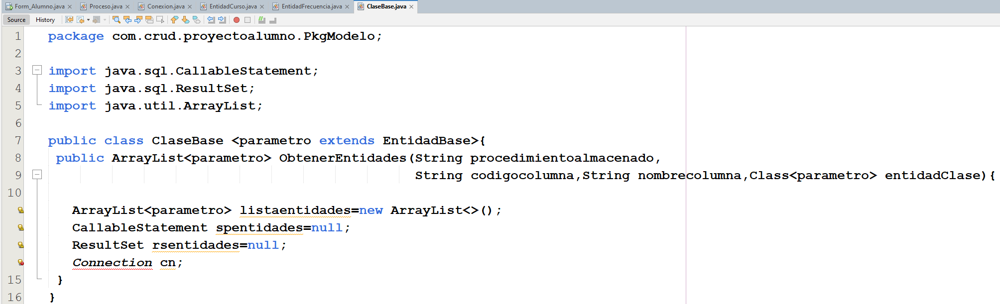 Form_Alumno.java Proceso.java Conexion.java EntidadCurso.java EntidadFrecuencia.java ClaseBase.java
Source History
1 package com.crud.proyectoalumno.PkgModelo;
2
3 import java.sql.CallableStatement;
4 import java.sql.ResultSet;
5 import java.util.ArrayList;
6
7 public class ClaseBase <parametro extends EntidadBase>{
8 public ArrayList<parametro> ObtenerEntidades(String procedimientoalmacenado,
9 String codigocolumna,String nombrecolumna,Class<parametro> entidadClase){
10
ArrayList<parametro> listaentidades=new ArrayList<>();
CallableStatement spentidades=null;
ResultSet rsentidades=null;
Connection cn;
15 }
16 }